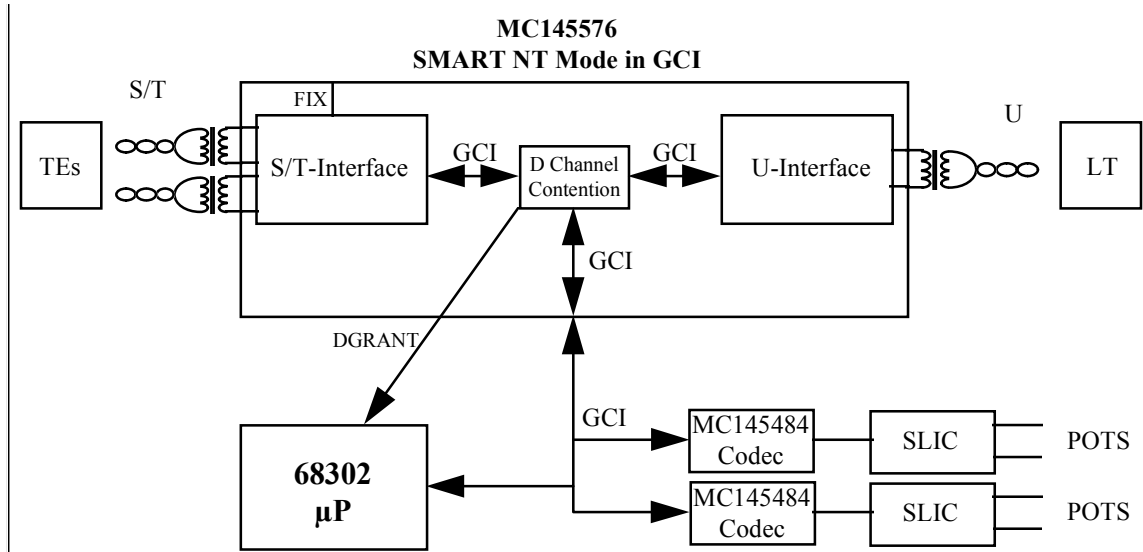 MC145576
SMART NT Mode in GCI
S/T
FIX
U
TEs
S/T-Interface
GCI
D Channel
Contention
GCI
U-Interface
LT
GCI
DGRANT
GCI
68302
µP
MC145484
Codec
SLIC
POTS
MC145484
Codec
SLIC
POTS